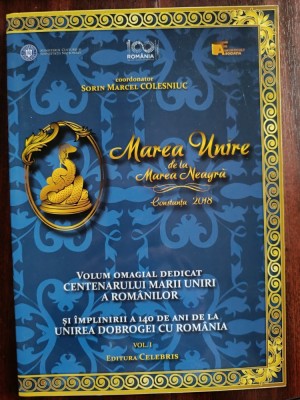 ROMÂNIA
coordonator
SORIN MARCEL COLESNIUC
Marea Unire
de la
Marea Neagră
Constanța 2018
VOLUM OMAGIAL DEDICAT
CENTENARULUI MARII UNIRI
A ROMÂNILOR
ȘI ÎMPLINIRII A 140 DE ANI DE LA
UNIREA DOBROGEI CU ROMÂNIA
VOL. I
EDITURA CELEBRIS